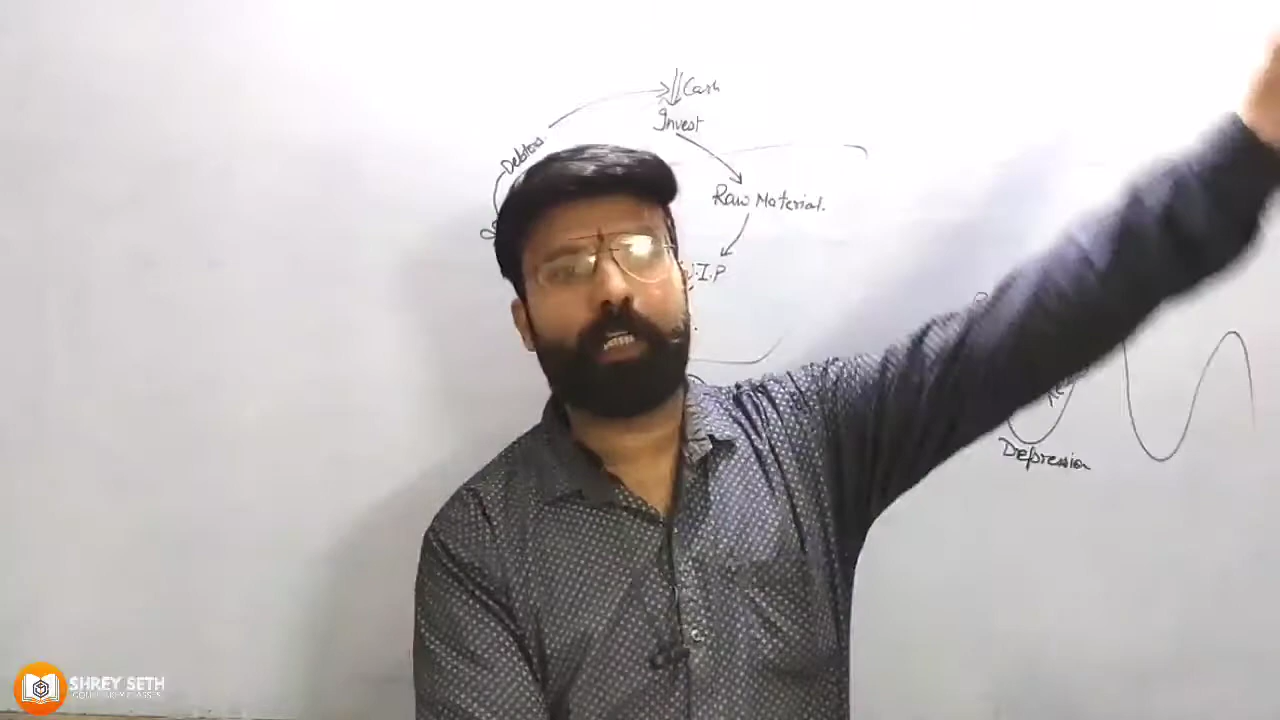 Cash
Invest
Debtors
Raw Material.
W.I.P
Depression
SHREY SETH